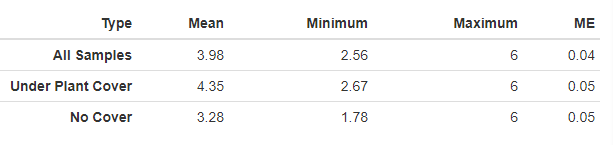 Type Mean Minimum Maximum ME
All Samples 3.98 2.56 6 0.04
Under Plant Cover 4.35 2.67 6 0.05
No Cover 3.28 1.78 6 0.05